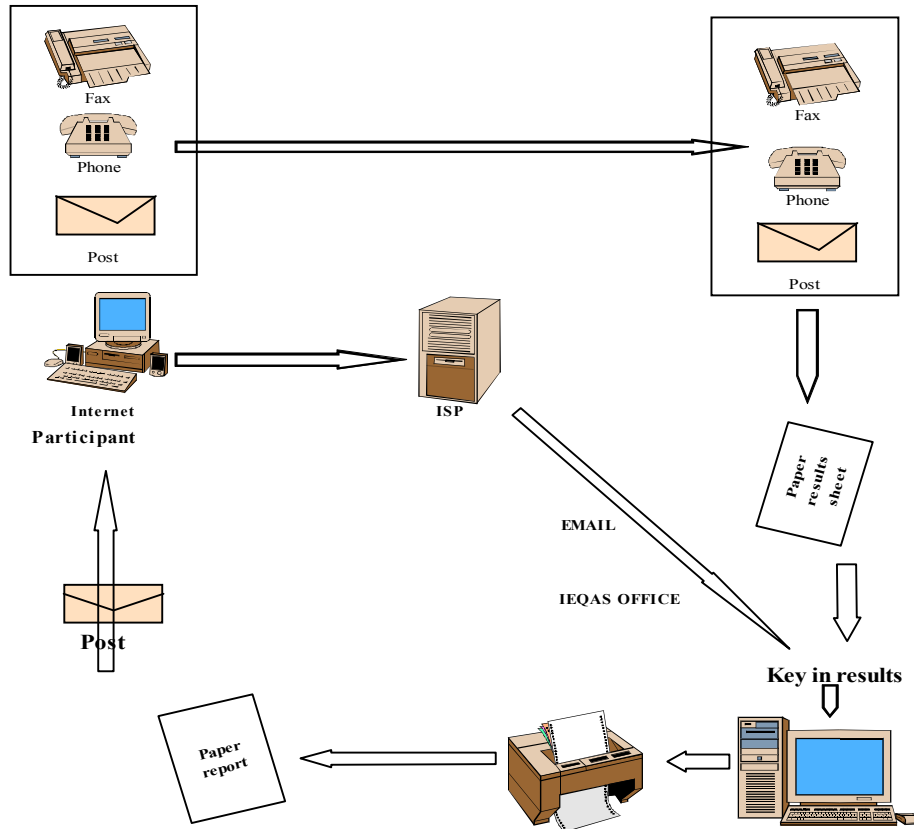 Fax
Phone
Post
Fax
Phone
Post
Internet
Participant
ISP
Paper
results
sheet
EMAIL
IEQAS OFFICE
Post
Key in results
Paper
report